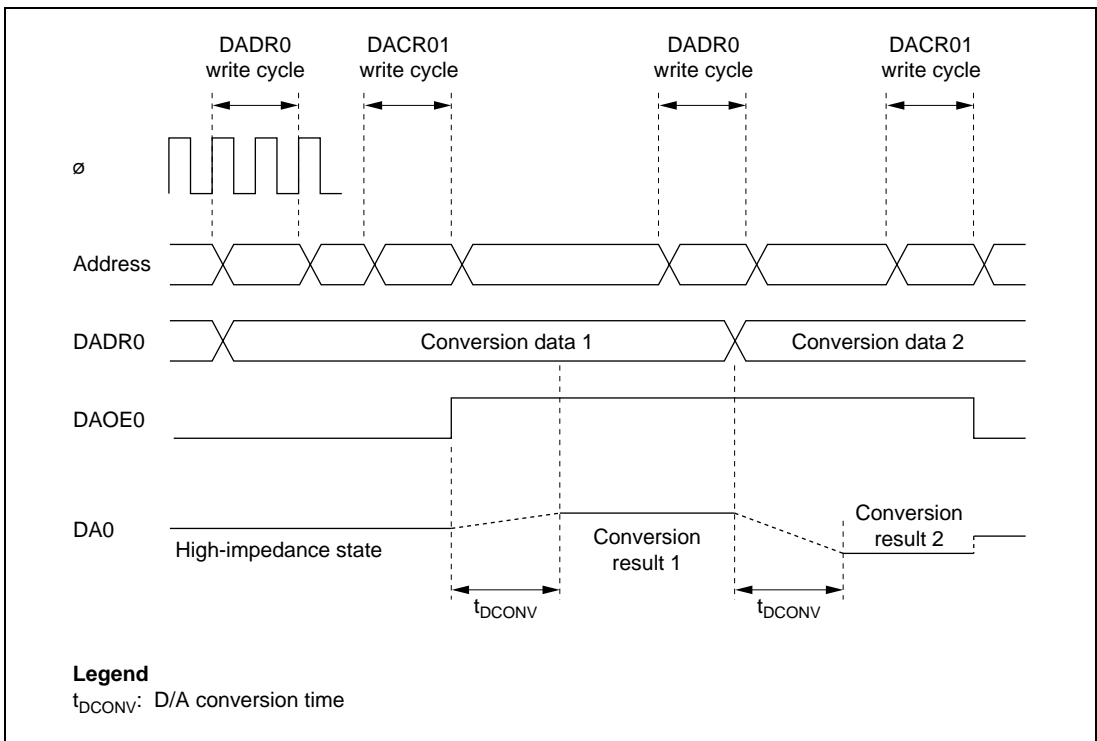 DADR0
write cycle
DACR01
write cycle
DADR0
write cycle
DACR01
write cycle
ø
Address
DADR0
Conversion data 1
Conversion data 2
DAOE0
DA0
High-impedance state
Conversion
result 1
Conversion
result 2
tDCONV
tDCONV
Legend
tDCONV: D/A conversion time